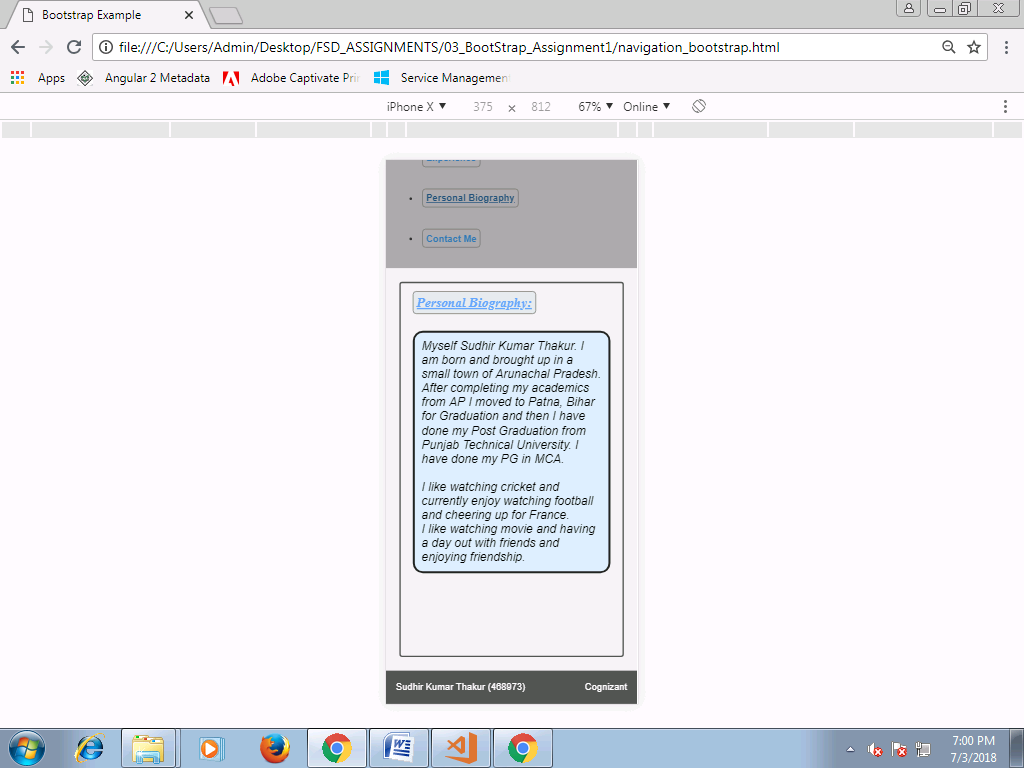 Bootstrap Example
file:///C:/Users/Admin/Desktop/FSD_ASSIGNMENTS/03_BootStrap_Assignment1/navigation_bootstrap.html
Apps Angular 2 Metadata Adobe Captivate Pri Service Managemen
iPhone X ▼ 375 x 812 67% ▼ Online ▼
Experience
• Personal Biography
• Contact Me
Personal Biography:
Myself Sudhir Kumar Thakur. I
am born and brought up in a
small town of Arunachal Pradesh.
After completing my academics
from AP I moved to Patna, Bihar
for Graduation and then I have
done my Post Graduation from
Punjab Technical University. I
have done my PG in MCA.
I like watching cricket and
currently enjoy watching football
and cheering up for France.
I like watching movie and having
a day out with friends and
enjoying friendship.
Sudhir Kumar Thakur (468973) Cognizant
7:00 PM
7/3/2018